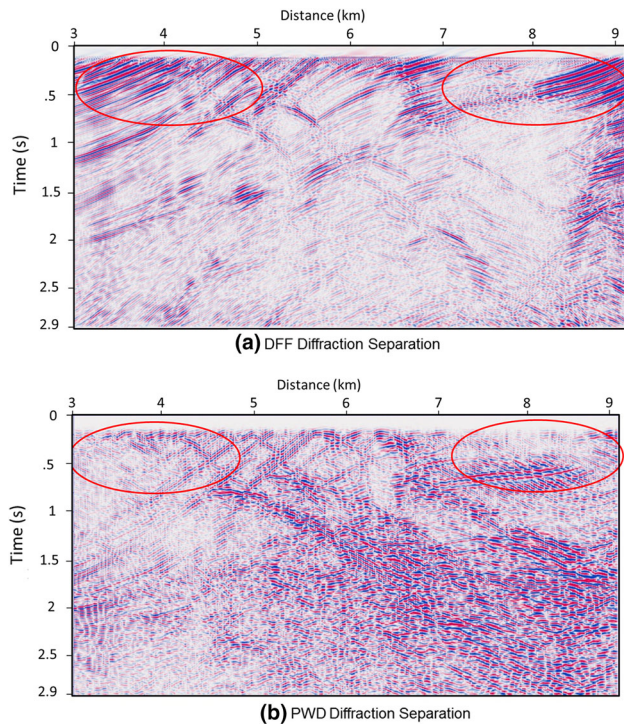 Distance (km)
3 4 5 6 7 8 9
0
.5
1
1.5
2
2.5
2.9
Time (s)
(a) DFF Diffraction Separation
Distance (km)
3 4 5 6 7 8 9
0
0.5
1
1.5
2
2.5
2.9
Time (s)
(b) PWD Diffraction Separation